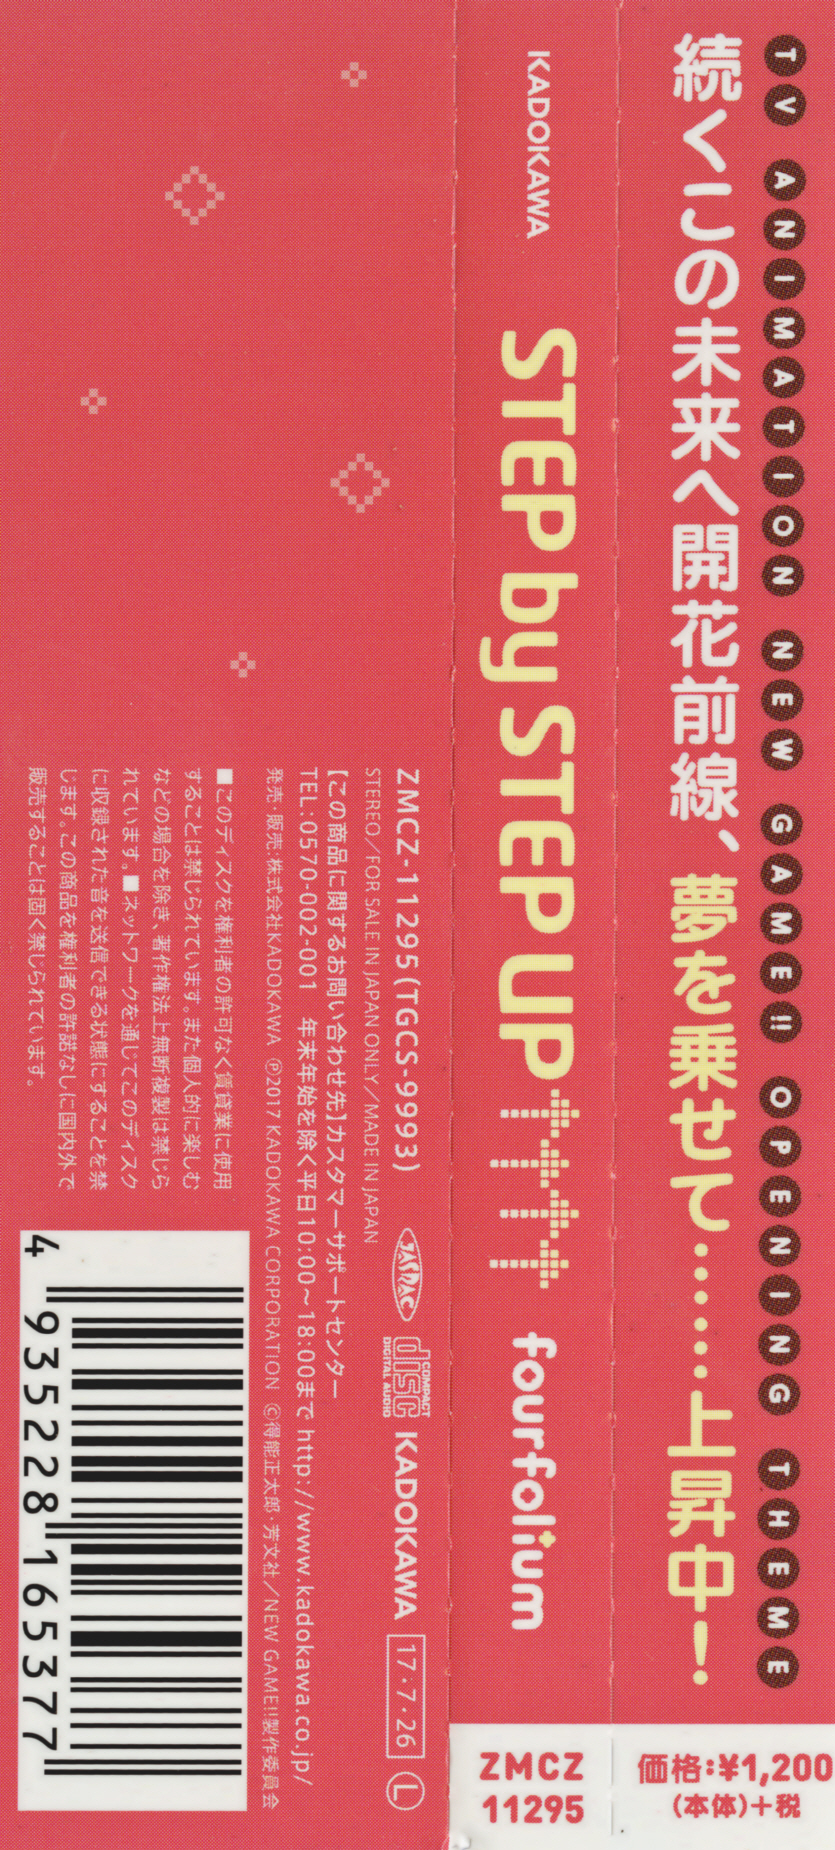 TV ANIMATION NEW GAME!! OPENING THEME
続くこの未来へ開花前線、夢を乗せて……上昇中!
価格:¥1,200
(本体)+税
KADOKAWA
STEP by STEP UP↑↑↑↑
fourfolium
ZMCZ
11295
ZMCZ-11295 (TGCS-9993)
JASRAC
COMPACT
disc
DIGITAL AUDIO
KADOKAWA
17・7・26
L
STEREO/FOR SALE IN JAPAN ONLY/MADE IN JAPAN
【この商品に関するお問い合わせ先】カスタマーサポートセンター
TEL:0570-002-001 年末年始を除く平日10:00〜18:00まで http://www.kadokawa.co.jp/
発売・販売:株式会社KADOKAWA ℗2017 KADOKAWA CORPORATION ©得能正太郎・芳文社/NEW GAME!!製作委員会
■このディスクを権利者の許可なく賃貸業に使用
することは禁じられています。また個人的に楽しむ
などの場合を除き、著作権法上無断複製は禁じら
れています。■ネットワークを通じてこのディスク
に収録された音を送信できる状態にすることを禁
じます。この商品を権利者の許諾なしに国内外で
販売することは固く禁じられています。
4 935228 165377